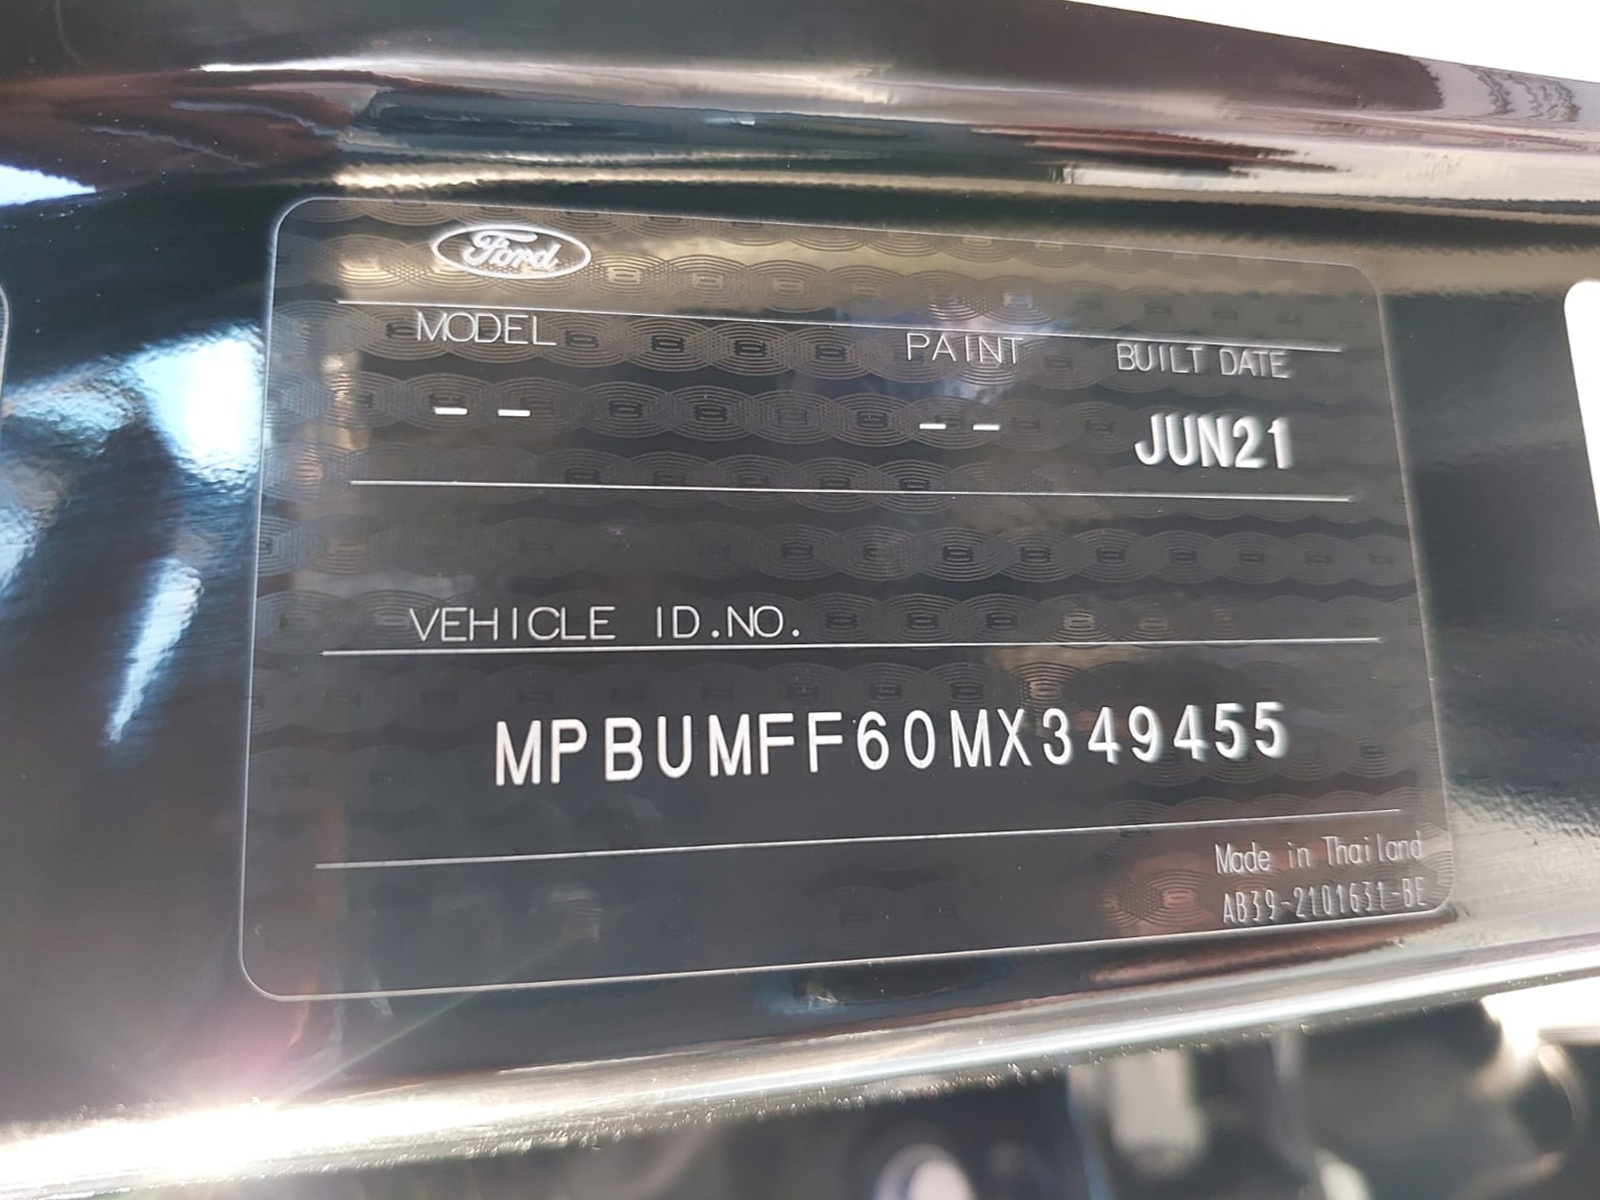 Ford
MODEL PAINT BUILT DATE
-- -- JUN21
VEHICLE ID.NO.
MPBUMFF60MX349455
Made in Thailand
AB39-2101631-BE